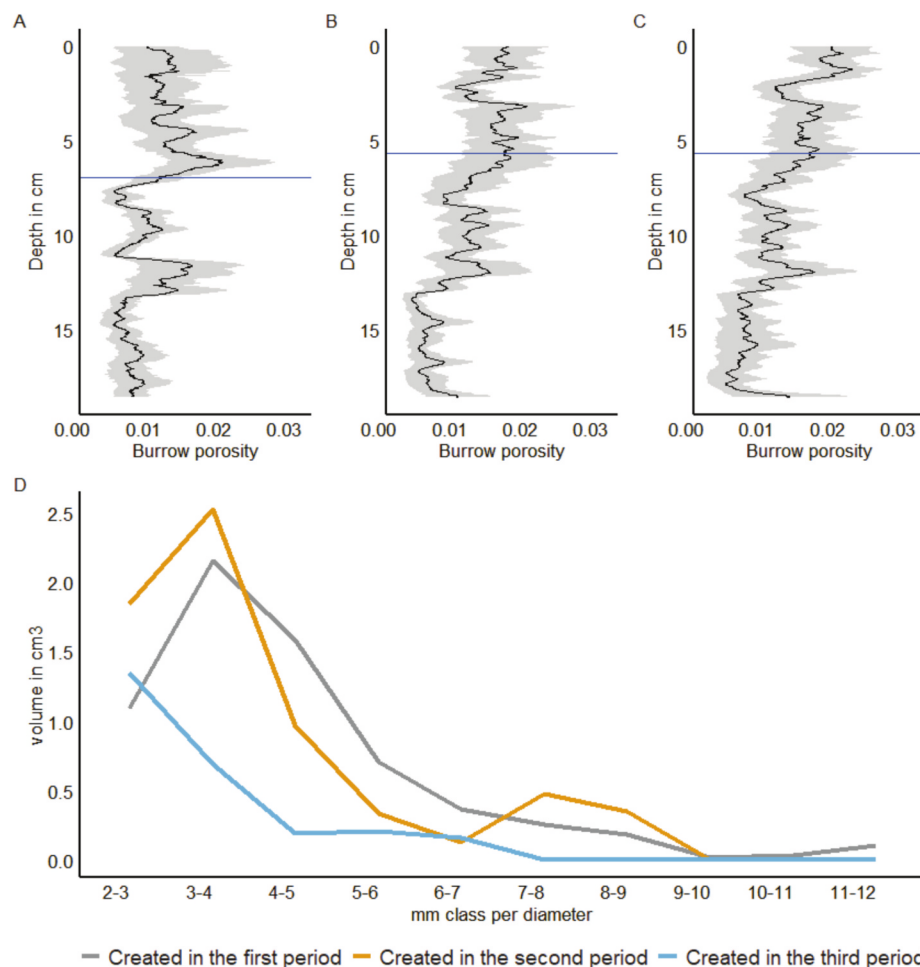 A B C
0 0 0
5 5 5
10 10 10
15 15 15
Depth in cm Depth in cm Depth in cm
0.00 0.01 0.02 0.03 0.00 0.01 0.02 0.03 0.00 0.01 0.02 0.03
Burrow porosity Burrow porosity Burrow porosity
D
2.5
2.0
1.5
1.0
0.5
0.0
volume in cm3
2-3 3-4 4-5 5-6 6-7 7-8 8-9 9-10 10-11 11-12
mm class per diameter
Created in the first period Created in the second period Created in the third period